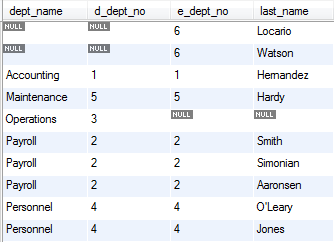 dept_name d_dept_no e_dept_no last_name
NULL NULL 6 Locario
NULL NULL 6 Watson
Accounting 1 1 Hernandez
Maintenance 5 5 Hardy
Operations 3 NULL NULL
Payroll 2 2 Smith
Payroll 2 2 Simonian
Payroll 2 2 Aaronsen
Personnel 4 4 O'Leary
Personnel 4 4 Jones